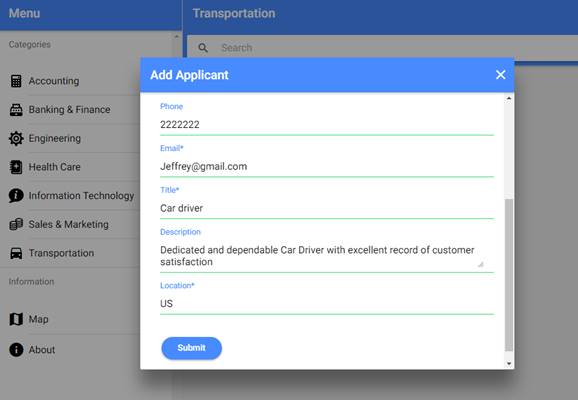 Menu
Transportation
Categories
Search
Accounting
Banking & Finance
Engineering
Health Care
Information Technology
Sales & Marketing
Transportation
Information
Map
About
Add Applicant
Phone
2222222
Email*
Jeffrey@gmail.com
Title*
Car driver
Description
Dedicated and dependable Car Driver with excellent record of customer
satisfaction
Location*
US
Submit